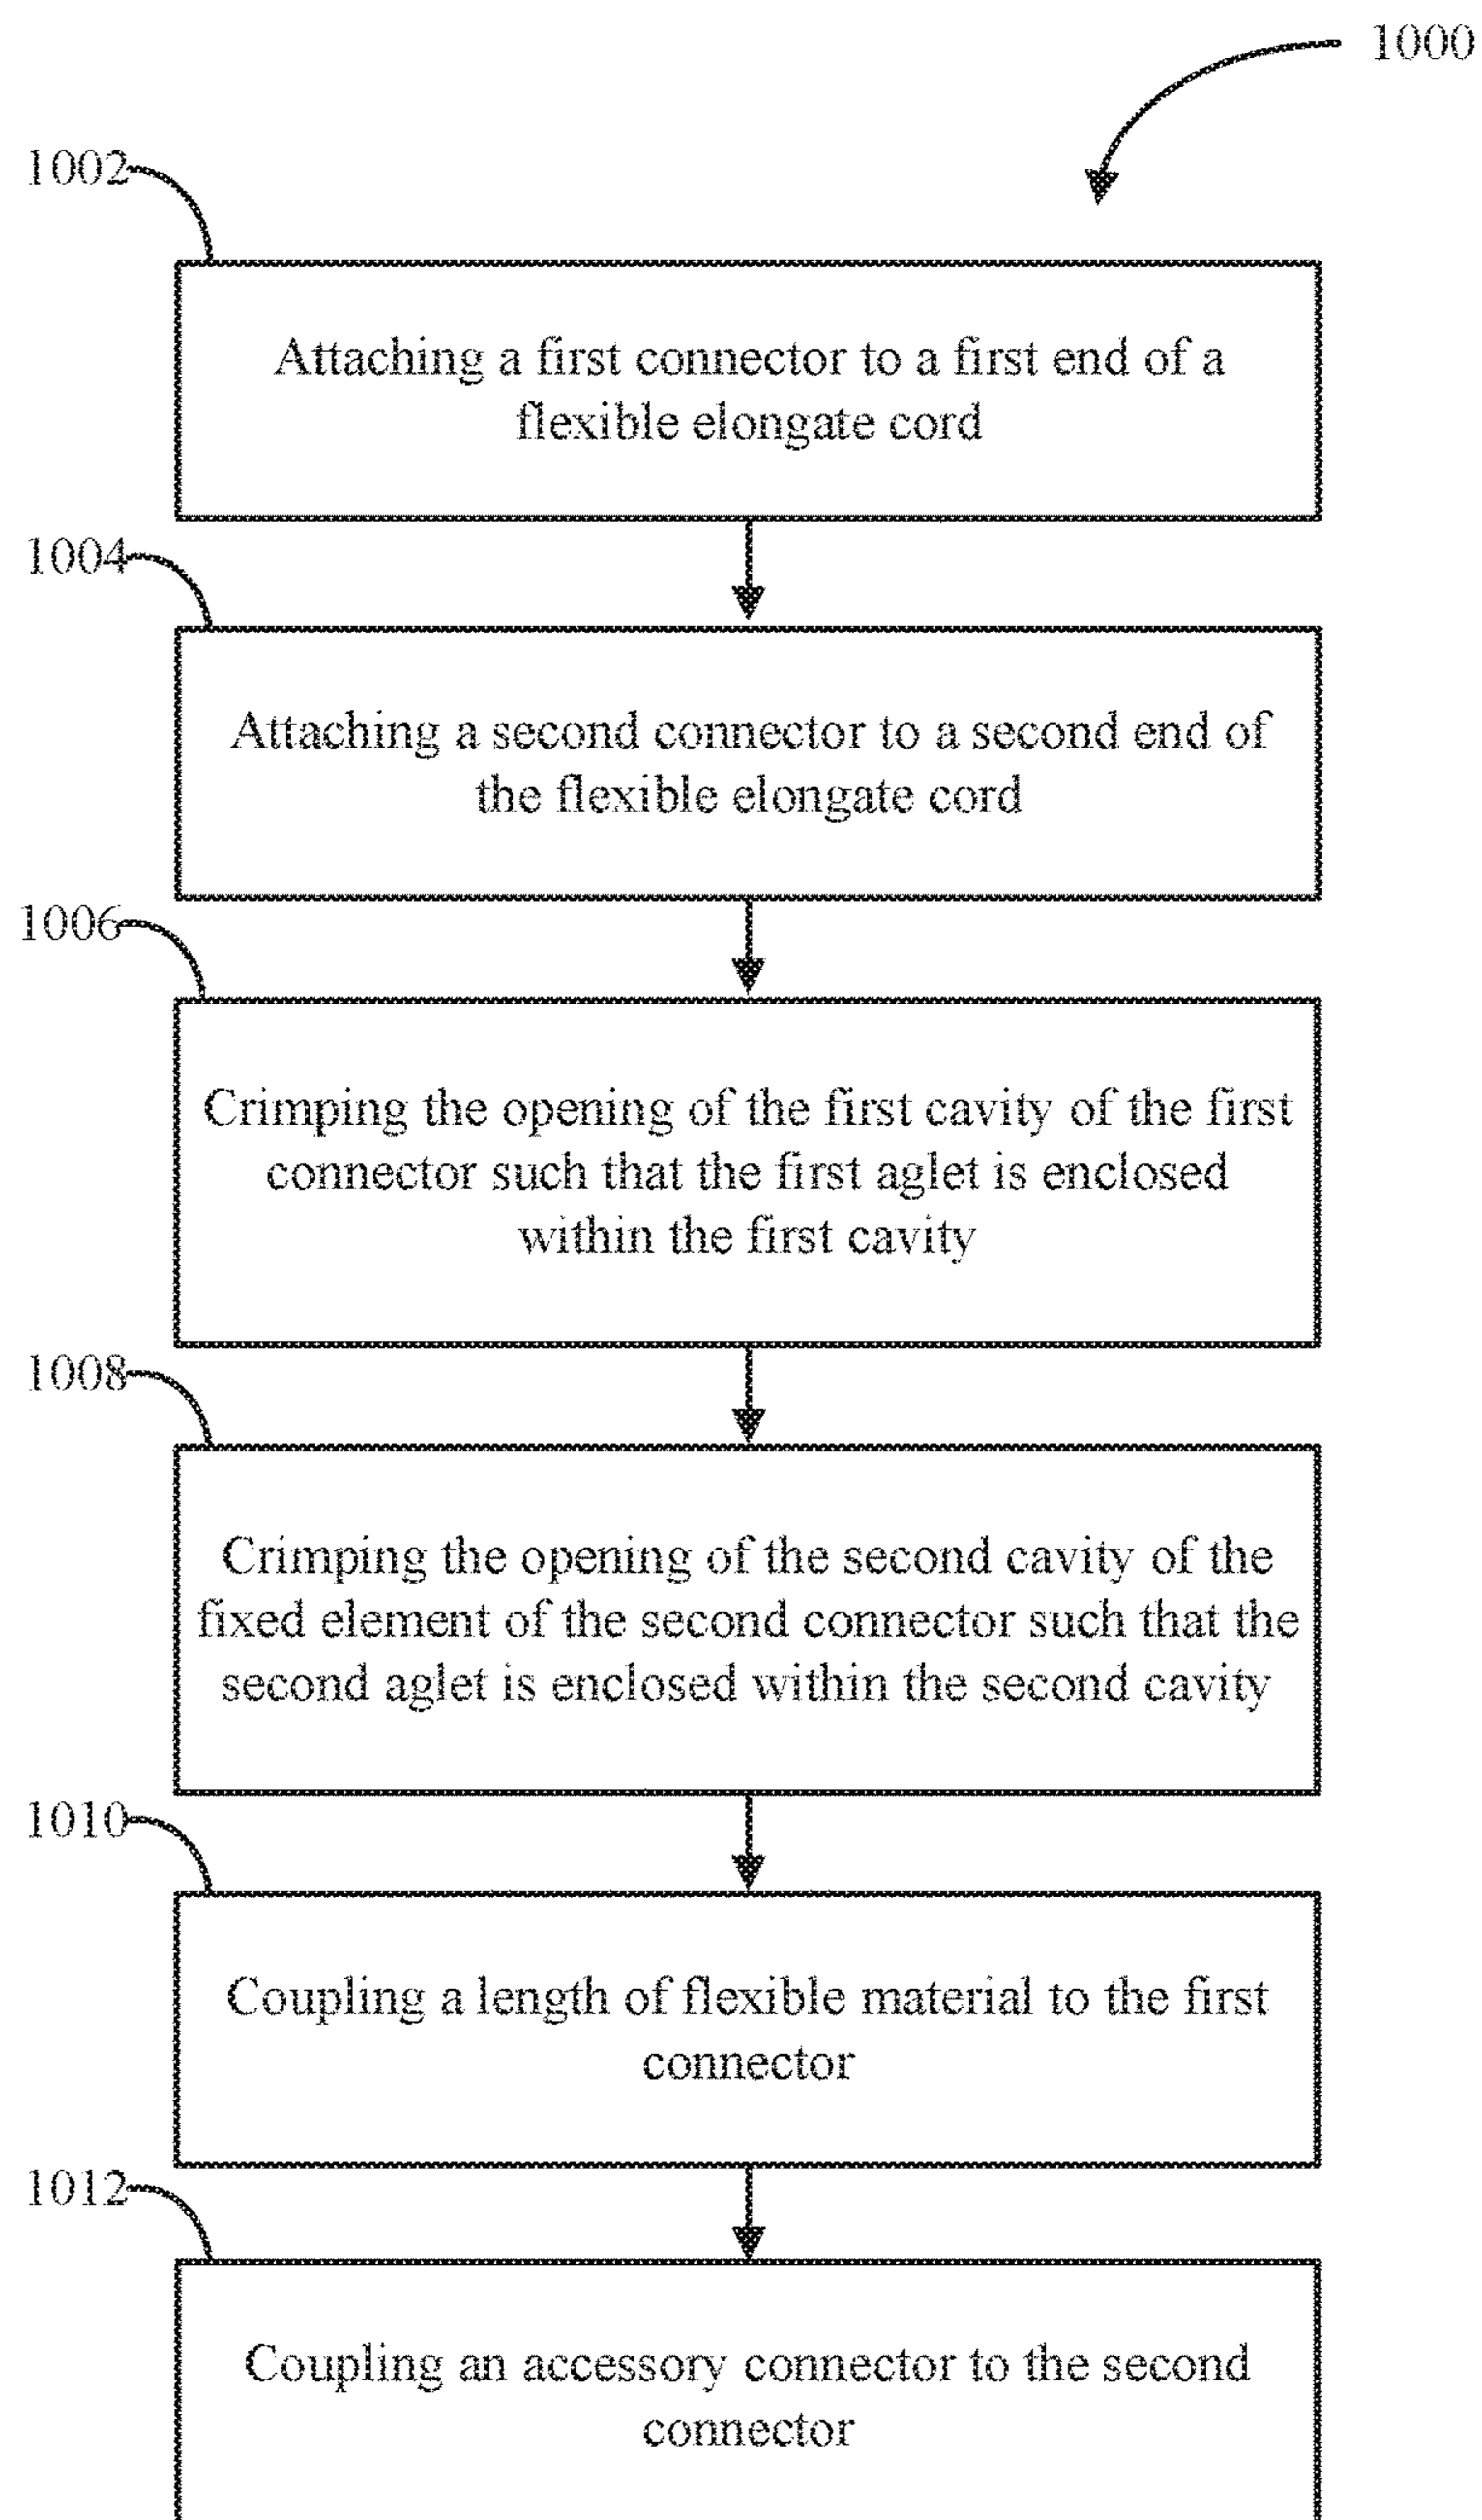 1000
1002
Attaching a first connector to a first end of a
flexible elongate cord
1004
Attaching a second connector to a second end of
the flexible elongate cord
1006
Crimping the opening of the first cavity of the first
connector such that the first aglet is enclosed
within the first cavity
1008
Crimping the opening of the second cavity of the
fixed element of the second connector such that the
second aglet is enclosed within the second cavity
1010
Coupling a length of flexible material to the first
connector
1012
Coupling an accessory connector to the second
connector